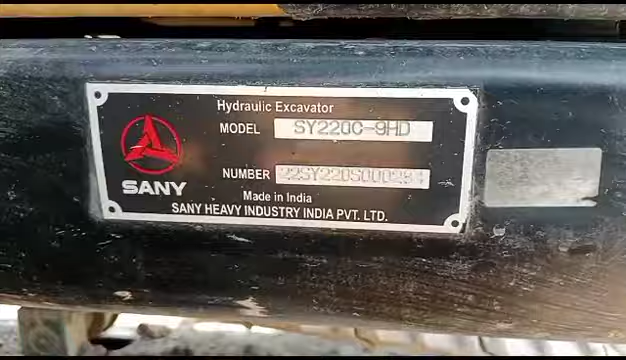 Hydraulic Excavator
MODEL SY220C-9HD
NUMBER
SANY
Made in India
SANY HEAVY INDUSTRY INDIA PVT. LTD.